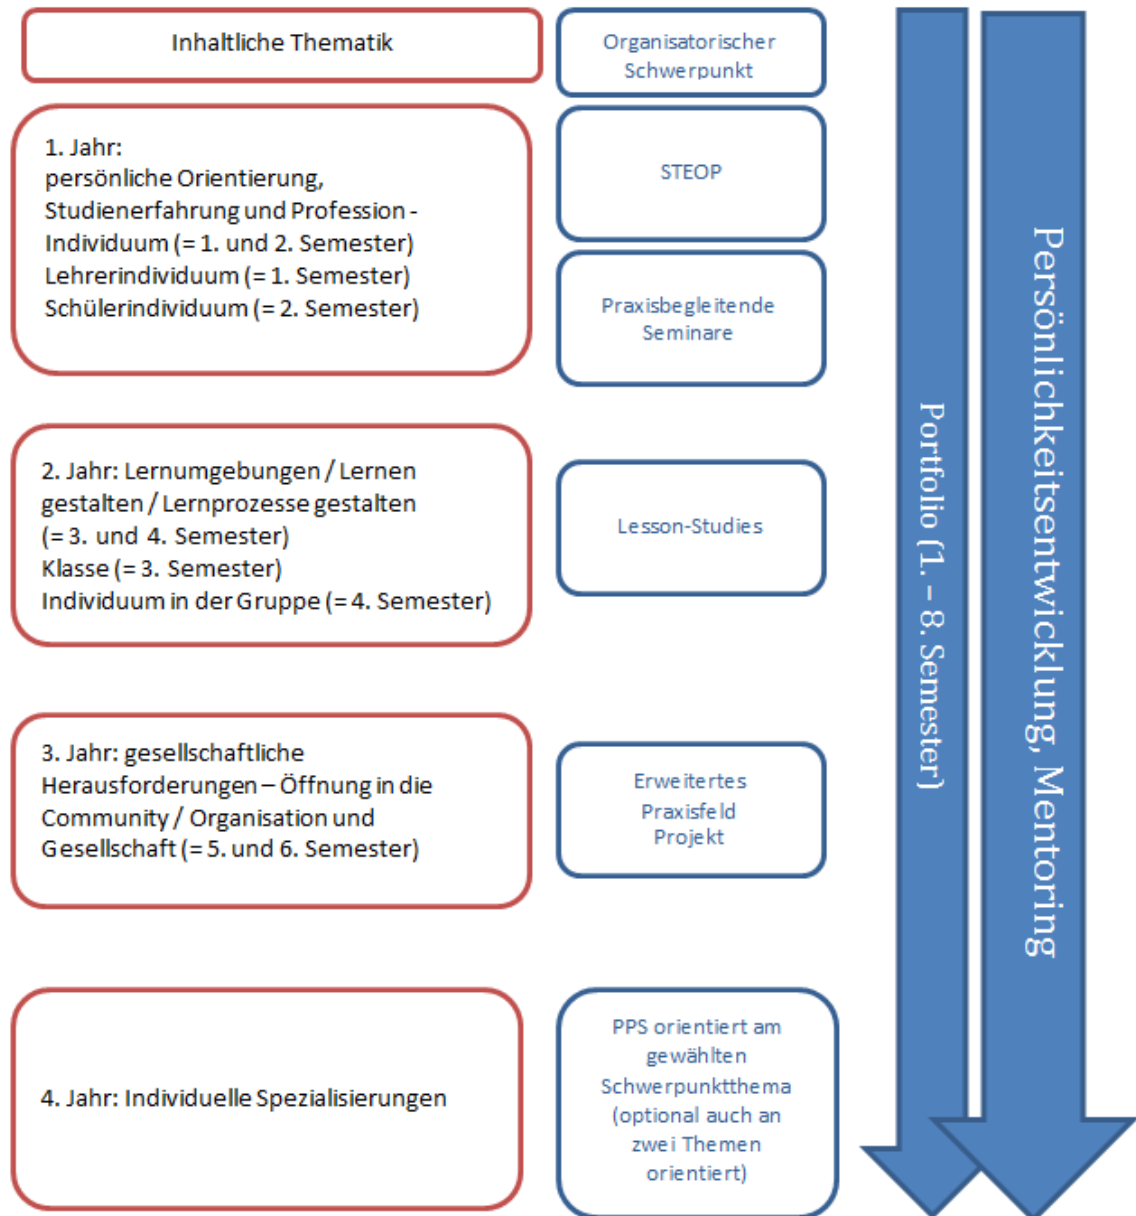 Inhaltliche Thematik
Organisatorischer
Schwerpunkt
1. Jahr:
persönliche Orientierung,
Studienerfahrung und Profession -
Individuum (= 1. und 2. Semester)
Lehrerindividuum (= 1. Semester)
Schülerindividuum (= 2. Semester)
STEOP
Praxisbegleitende
Seminare
2. Jahr: Lernumgebungen / Lernen
gestalten / Lernprozesse gestalten
(= 3. und 4. Semester)
Klasse (= 3. Semester)
Individuum in der Gruppe (= 4. Semester)
Lesson-Studies
3. Jahr: gesellschaftliche
Herausforderungen – Öffnung in die
Community / Organisation und
Gesellschaft (= 5. und 6. Semester)
Erweitertes
Praxisfeld
Projekt
4. Jahr: Individuelle Spezialisierungen
PPS orientiert am
gewählten
Schwerpunktthema
(optional auch an
zwei Themen
orientiert)
Portfolio (1. – 8. Semester)
Persönlichkeitsentwicklung, Mentoring